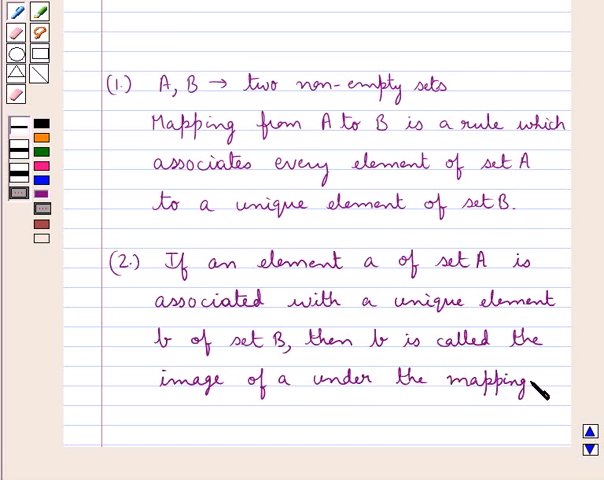 (1.) A, B → two non-empty sets
Mapping from A to B is a rule which
associates every element of set A
to a unique element of set B.
(2.) If an element a of set A is
associated with a unique element
b of set B, then b is called the
image of a under the mapping